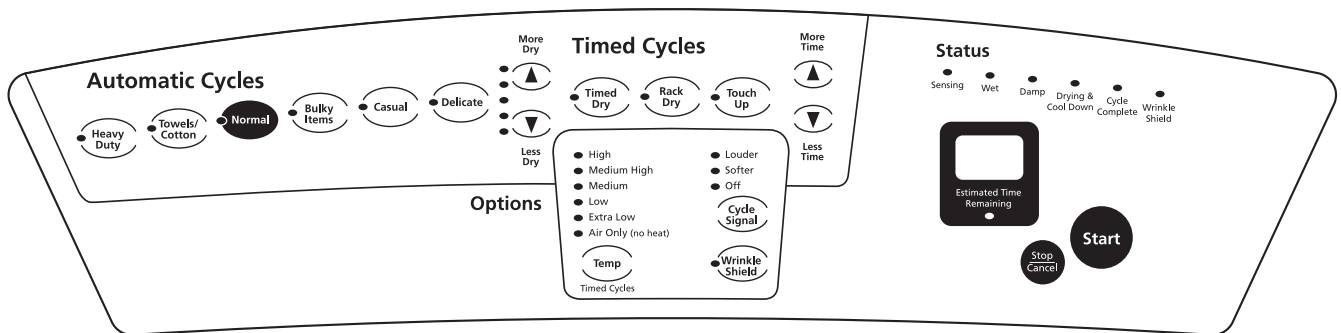 Automatic Cycles
Heavy
Duty
Towels/
Cotton
Normal
Bulky
Items
Casual
Delicate
More
Dry
Less
Dry
Timed Cycles
Timed
Dry
Rack
Dry
Touch
Up
More
Time
Less
Time
Options
High
Medium High
Medium
Low
Extra Low
Air Only (no heat)
Temp
Timed Cycles
Louder
Softer
Off
Cycle
Signal
Wrinkle
Shield
Status
Sensing
Wet
Damp
Drying &
Cool Down
Cycle
Complete
Wrinkle
Shield
Estimated Time
Remaining
Stop
Cancel
Start